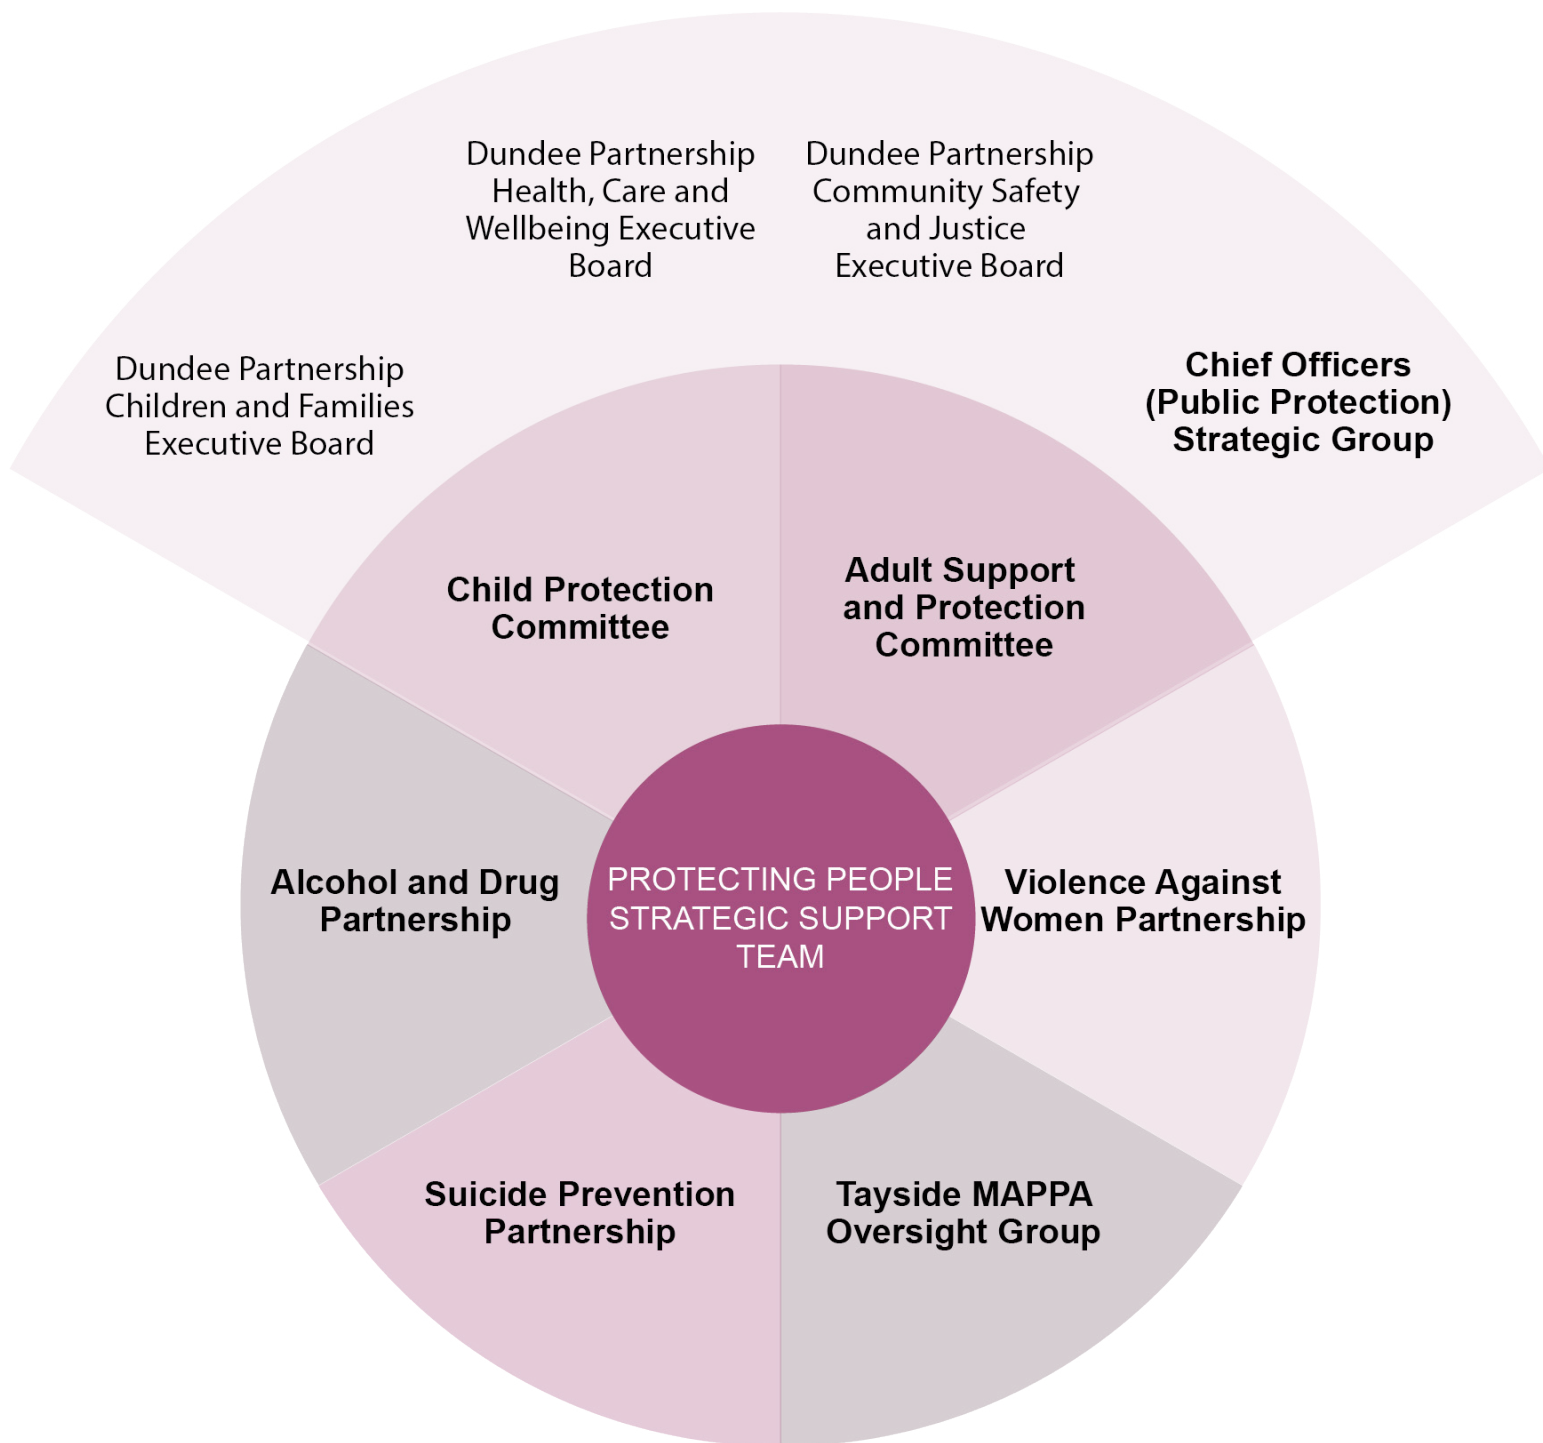 Dundee Partnership
Health, Care and
Wellbeing Executive
Board
Dundee Partnership
Community Safety
and Justice
Executive Board
Dundee Partnership
Children and Families
Executive Board
Chief Officers
(Public Protection)
Strategic Group
Child Protection
Committee
Adult Support
and Protection
Committee
Alcohol and Drug
Partnership
PROTECTING PEOPLE
STRATEGIC SUPPORT
TEAM
Violence Against
Women Partnership
Suicide Prevention
Partnership
Tayside MAPPA
Oversight Group